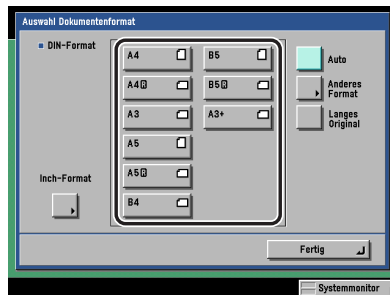 Auswahl Dokumentenformat
DIN-Format
A4
B5
Auto
A4R
B5R
Anderes
Format
A3
A3+
Langes
Original
A5
Inch-Format
A5R
B4
Fertig
Systemmonitor